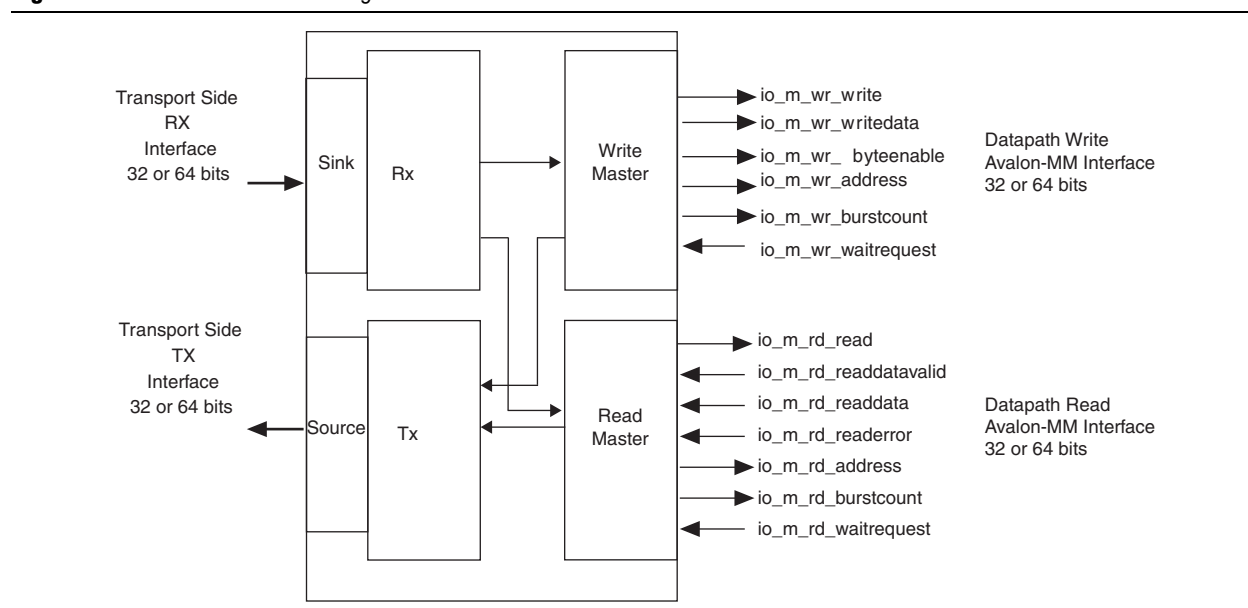 Transport Side
RX
Interface
32 or 64 bits
Sink
Rx
Write
Master
io_m_wr_write
io_m_wr_writedata
io_m_wr_ byteenable
io_m_wr_address
io_m_wr_burstcount
io_m_wr_waitrequest
Datapath Write
Avalon-MM Interface
32 or 64 bits
Transport Side
TX
Interface
32 or 64 bits
Source
Tx
Read
Master
io_m_rd_read
io_m_rd_readdatavalid
io_m_rd_readdata
io_m_rd_readerror
io_m_rd_address
io_m_rd_burstcount
io_m_rd_waitrequest
Datapath Read
Avalon-MM Interface
32 or 64 bits